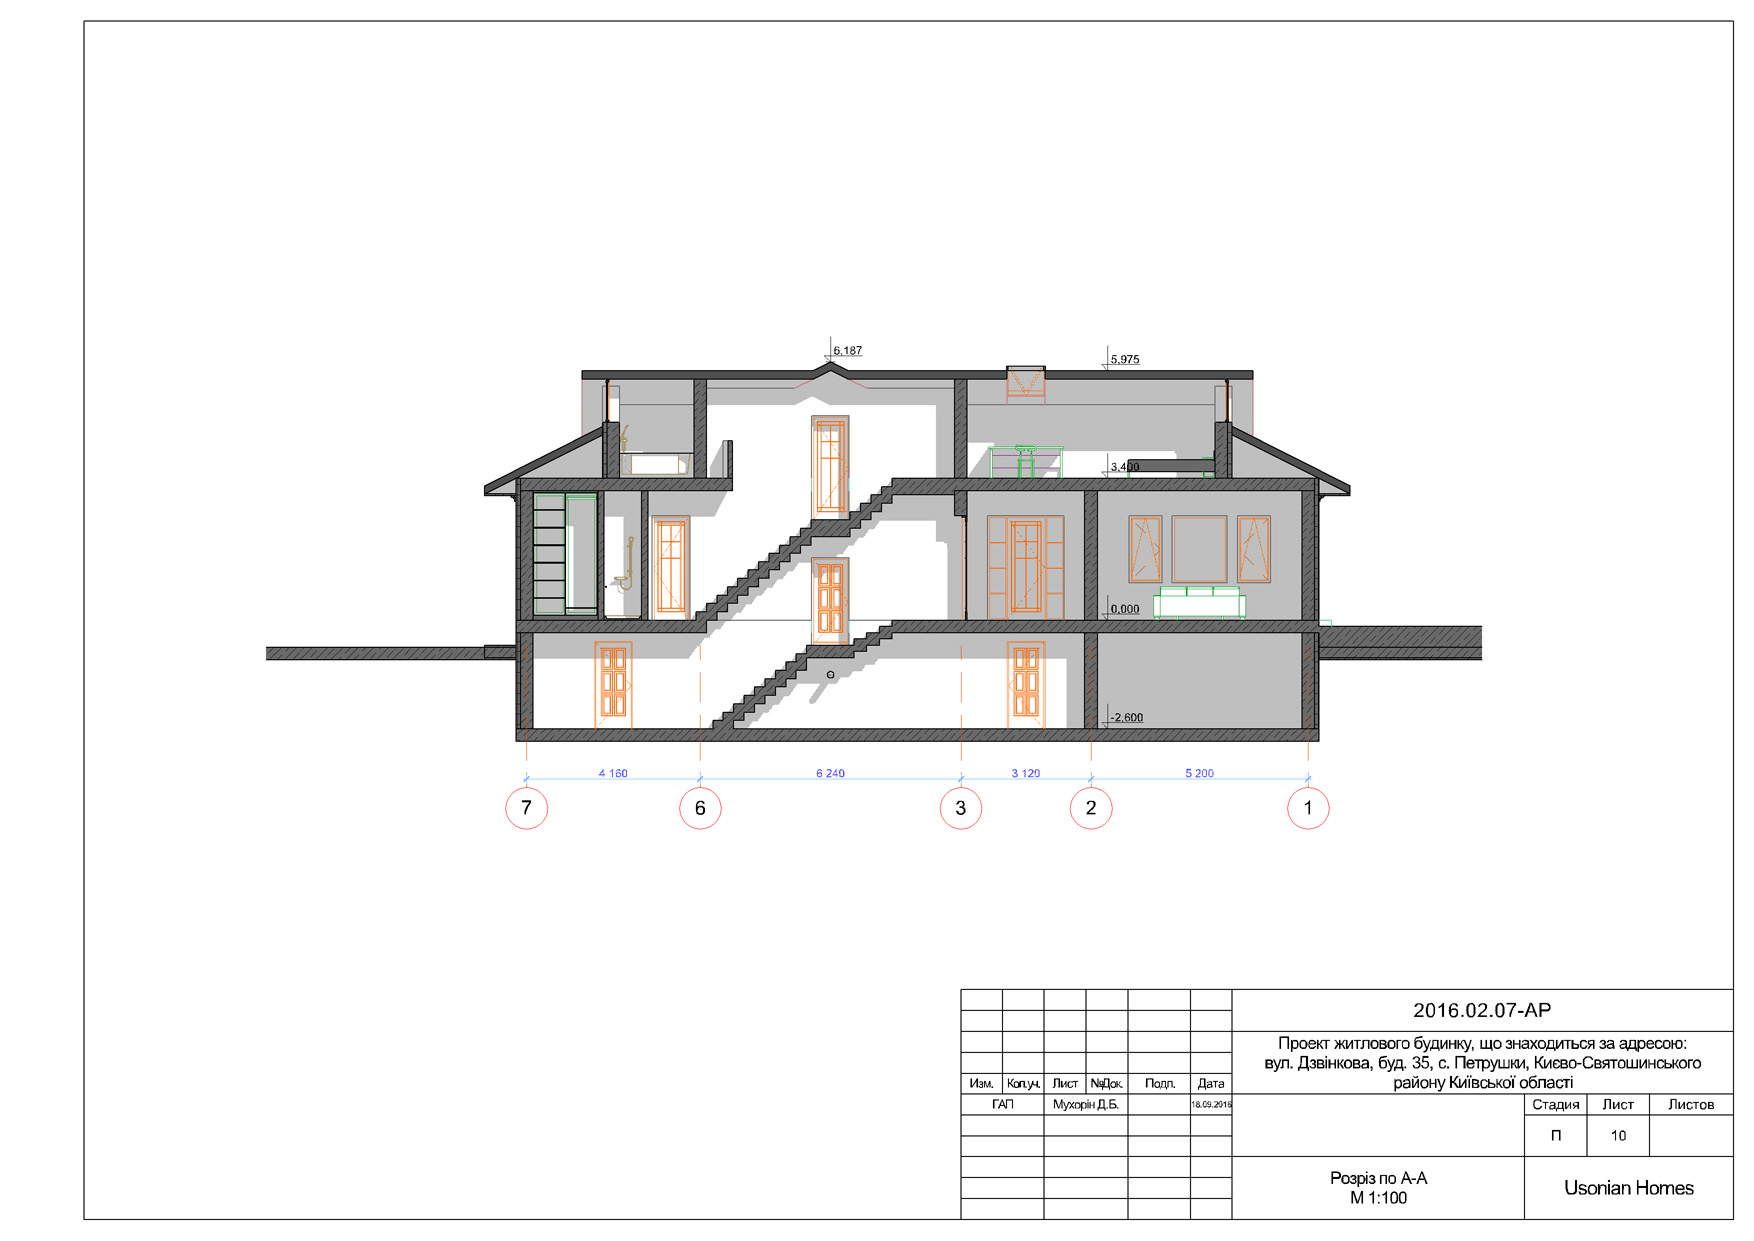 6,187
5,975
3,400
0,000
-2,600
4 160
6 240
3 120
5 200
7
6
3
2
1
2016.02.07-АР
Проект житлового будинку, що знаходиться за адресою:
вул. Дзвінкова, буд. 35, с. Петрушки, Києво-Святошинського
району Київської області
Изм. Кол.уч. Лист №Док. Подп. Дата
ГАП Мухорін Д.Б. 18.09.2016
Стадия Лист Листов
П 10
Розріз по А-А
М 1:100
Usonian Homes